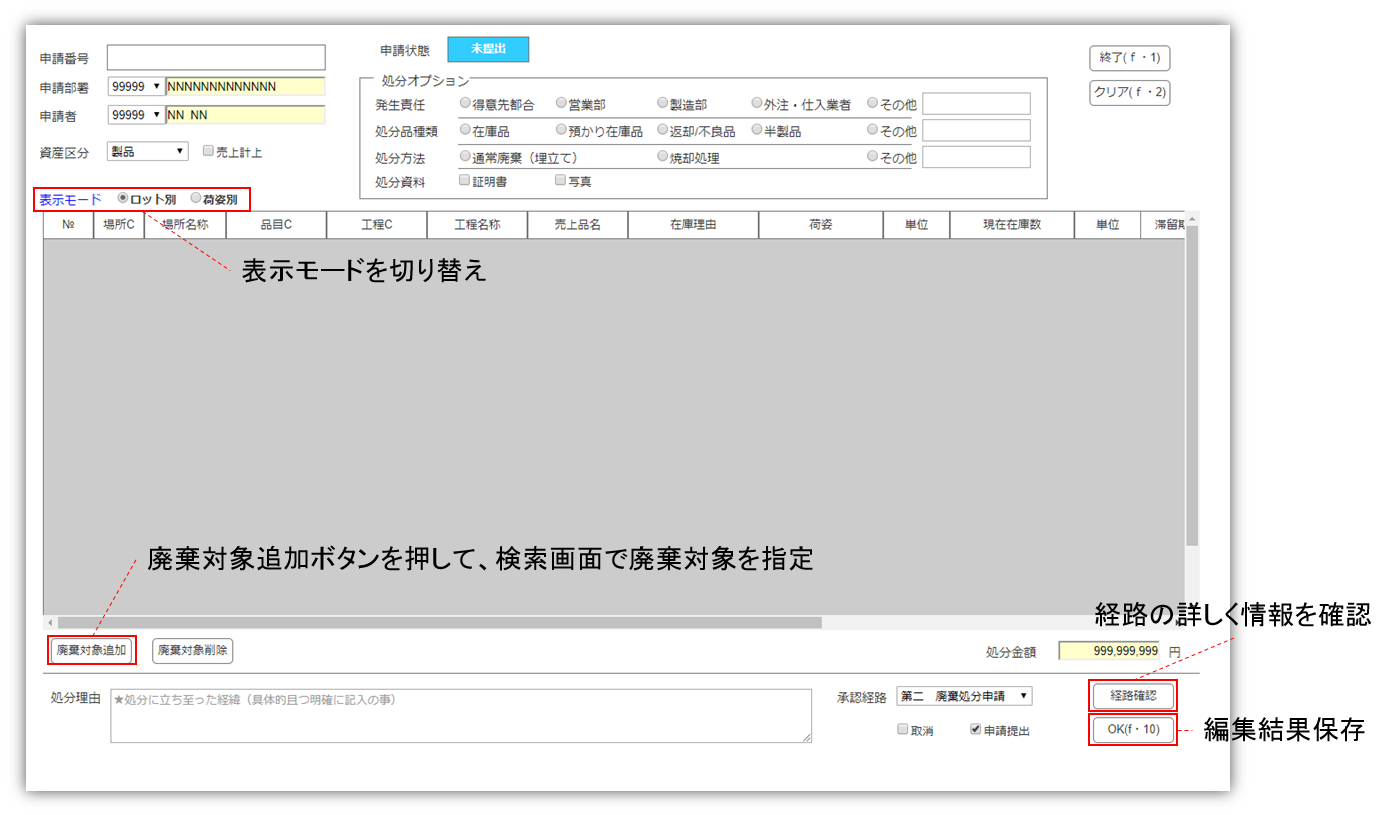 申請番号
申請状態 未提出
終了(ｆ・1)
申請部署 99999 NNNNNNNNNNNNN
クリア(ｆ・2)
申請者 99999 NN NN
資産区分 製品 売上計上
処分オプション
発生責任 得意先都合 営業部 製造部 外注・仕入業者 その他
処分品種類 在庫品 預かり在庫品 返却/不良品 半製品 その他
処分方法 通常廃棄（埋立て） 焼却処理 その他
処分資料 証明書 写真
表示モード ロット別 荷姿別
№ 場所C 場所名称 品目C 工程C 工程名称 売上品名 在庫理由 荷姿 単位 現在在庫数 単位 滞留期
表示モードを切り替え
廃棄対象追加ボタンを押して、検索画面で廃棄対象を指定
経路の詳しく情報を確認
廃棄対象追加 廃棄対象削除 処分金額 999,999,999 円
処分理由 ★処分に立ち至った経緯（具体的且つ明確に記入の事）
承認経路 第二 廃棄処分申請 経路確認
取消 申請提出 OK(f・10)
編集結果保存